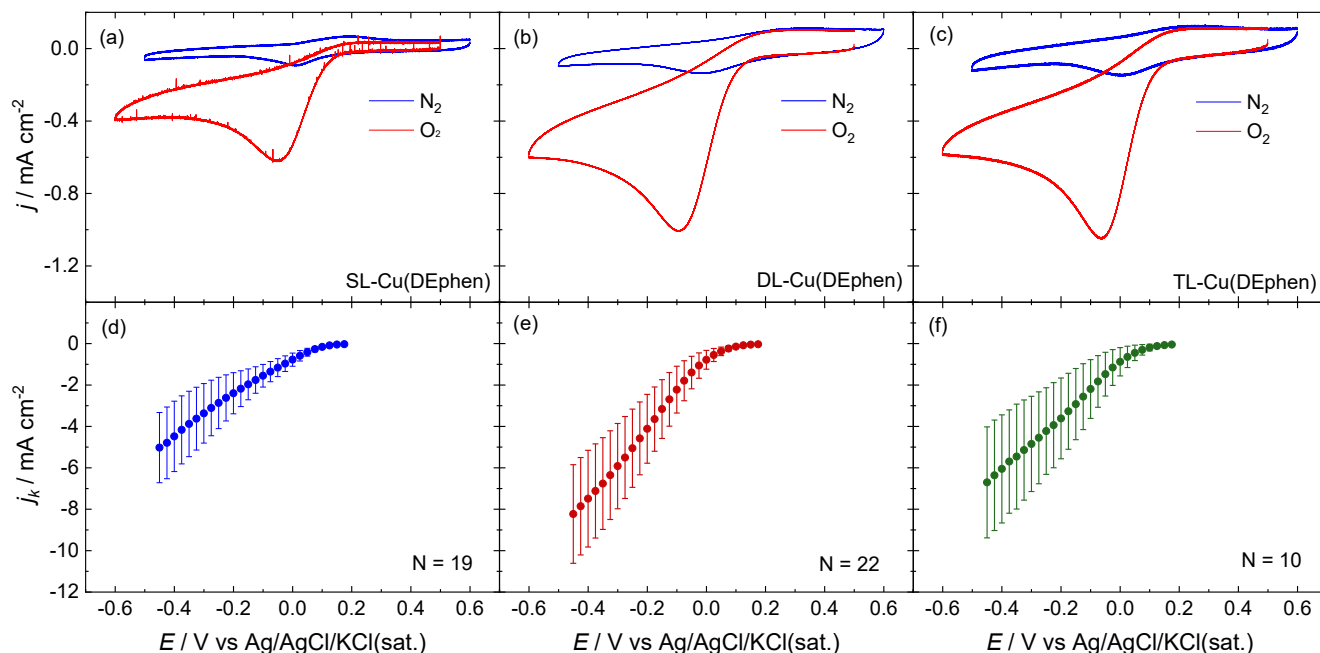 (a)
N₂
O₂
SL-Cu(DEphen)
(b)
N₂
O₂
DL-Cu(DEphen)
(c)
N₂
O₂
TL-Cu(DEphen)
0.0
-0.4
-0.8
-1.2
j / mA cm⁻²
(d)
N = 19
(e)
N = 22
(f)
N = 10
0
-2
-4
-6
-8
-10
-12
jₖ / mA cm⁻²
-0.6 -0.4 -0.2 0.0 0.2 0.4 0.6
-0.6 -0.4 -0.2 0.0 0.2 0.4 0.6
-0.6 -0.4 -0.2 0.0 0.2 0.4 0.6
E / V vs Ag/AgCl/KCl(sat.)
E / V vs Ag/AgCl/KCl(sat.)
E / V vs Ag/AgCl/KCl(sat.)